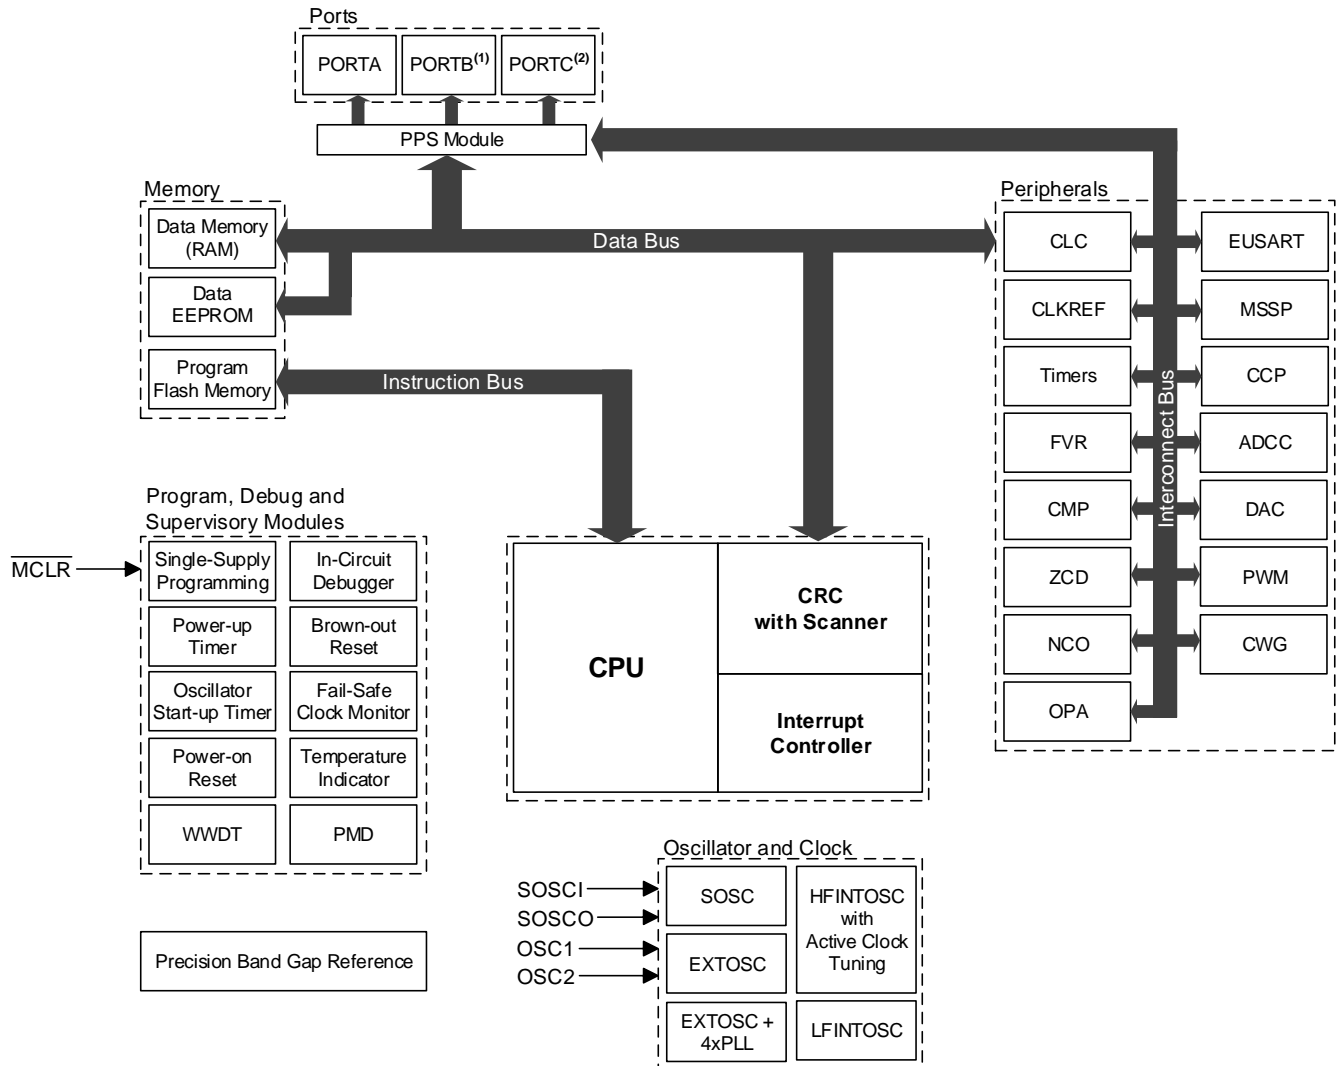 Ports
PORTA
PORTB(1)
PORTC(2)
PPS Module
Memory
Data Memory
(RAM)
Data
EEPROM
Program
Flash Memory
Data Bus
Instruction Bus
Peripherals
CLC
EUSART
CLKREF
MSSP
Timers
CCP
FVR
ADCC
CMP
DAC
ZCD
PWM
NCO
CWG
OPA
Interconnect Bus
Program, Debug and
Supervisory Modules
MCLR
Single-Supply
Programming
In-Circuit
Debugger
Power-up
Timer
Brown-out
Reset
Oscillator
Start-up Timer
Fail-Safe
Clock Monitor
Power-on
Reset
Temperature
Indicator
WWDT
PMD
CPU
CRC
with Scanner
Interrupt
Controller
Precision Band Gap Reference
Oscillator and Clock
SOSCI
SOSCO
OSC1
OSC2
SOSC
HFINTOSC
with
Active Clock
Tuning
EXTOSC
EXTOSC +
4xPLL
LFINTOSC